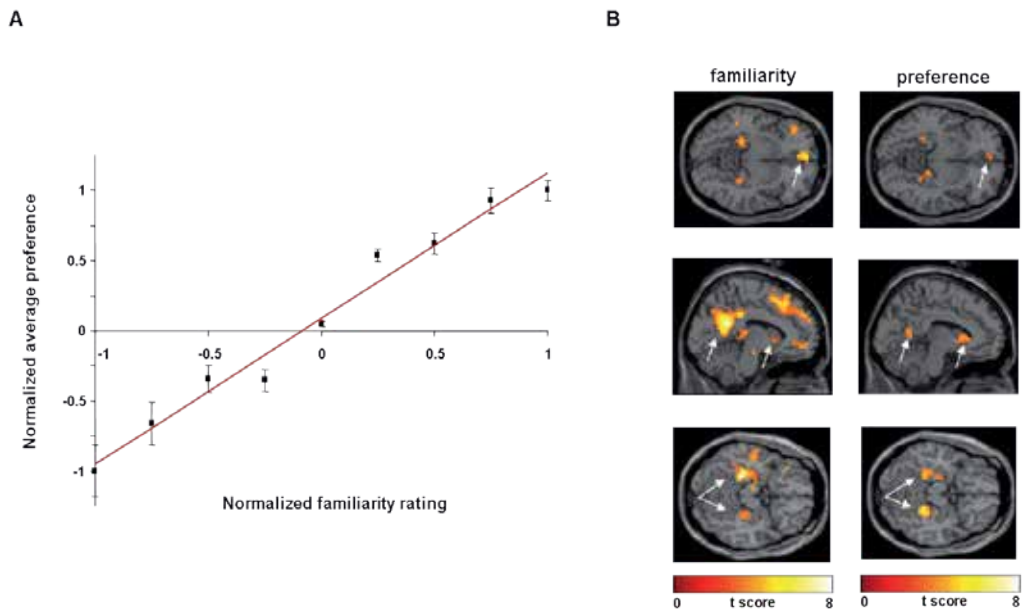 A
B
familiarity
preference
Normalized average preference
1
0.5
0
-0.5
-1
-1
-0.5
0
0.5
1
Normalized familiarity rating
0 t score 8
0 t score 8